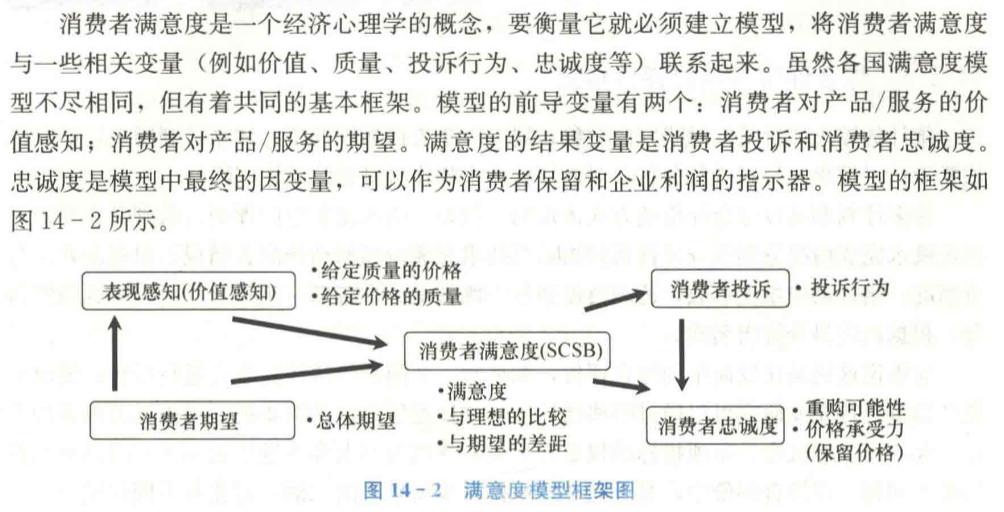 消费者满意度是一个经济心理学的概念，要衡量它就必须建立模型，将消费者满意度
与一些相关变量（例如价值、质量、投诉行为、忠诚度等）联系起来。虽然各国满意度模
型不尽相同，但有着共同的基本框架。模型的前导变量有两个：消费者对产品/服务的价
值感知；消费者对产品/服务的期望。满意度的结果变量是消费者投诉和消费者忠诚度。
忠诚度是模型中最终的因变量，可以作为消费者保留和企业利润的指示器。模型的框架如
图14-2所示。
表现感知(价值感知)
•给定质量的价格
•给定价格的质量
消费者投诉
•投诉行为
消费者满意度(SCSB)
•满意度
•与理想的比较
•与期望的差距
消费者期望
•总体期望
消费者忠诚度
•重购可能性
•价格承受力
(保留价格)
图14-2 满意度模型框架图